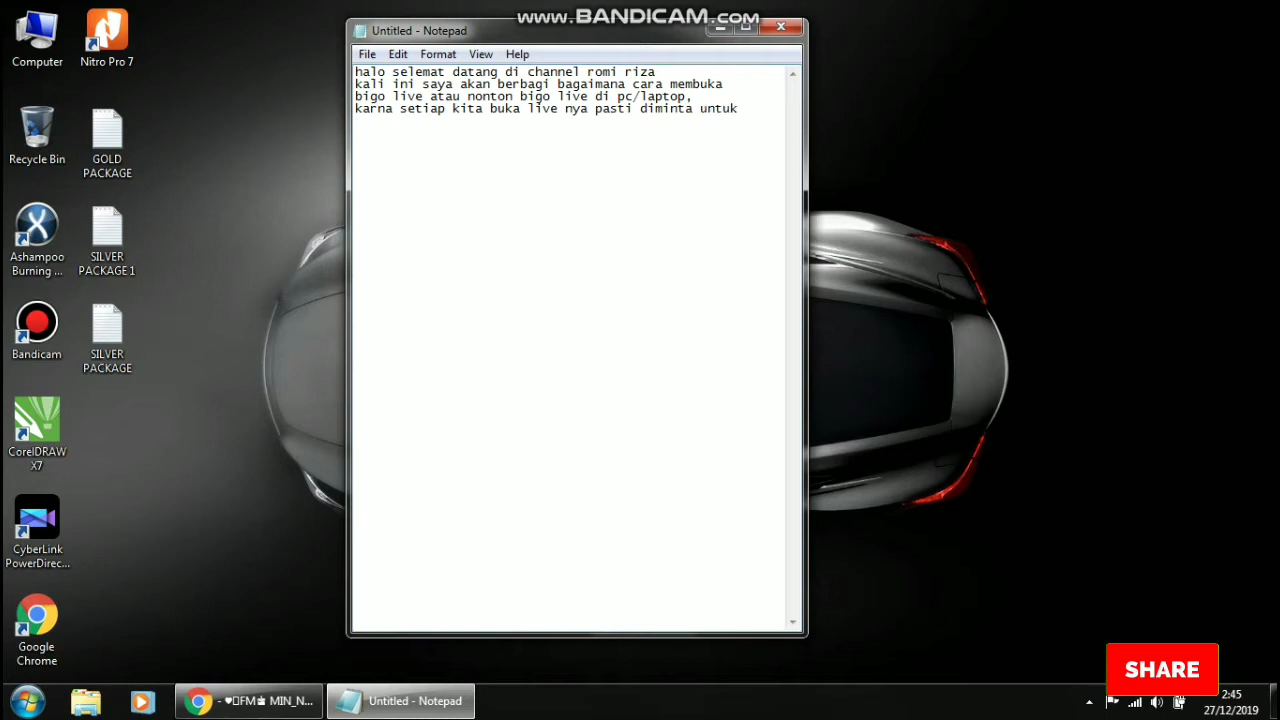 www.BANDICAM.com
Untitled - Notepad
File Edit Format View Help
halo selemat datang di channel romi riza
kali ini saya akan berbagi bagaimana cara membuka
bigo live atau nonton bigo live di pc/laptop,
karna setiap kita buka live nya pasti diminta untuk
Computer
Nitro Pro 7
Recycle Bin
GOLD
PACKAGE
Ashampoo
Burning ...
SILVER
PACKAGE 1
Bandicam
SILVER
PACKAGE
CorelDRAW
X7
CyberLink
PowerDirec...
Google
Chrome
SHARE
MIN_N...
Untitled - Notepad
2:45
27/12/2019